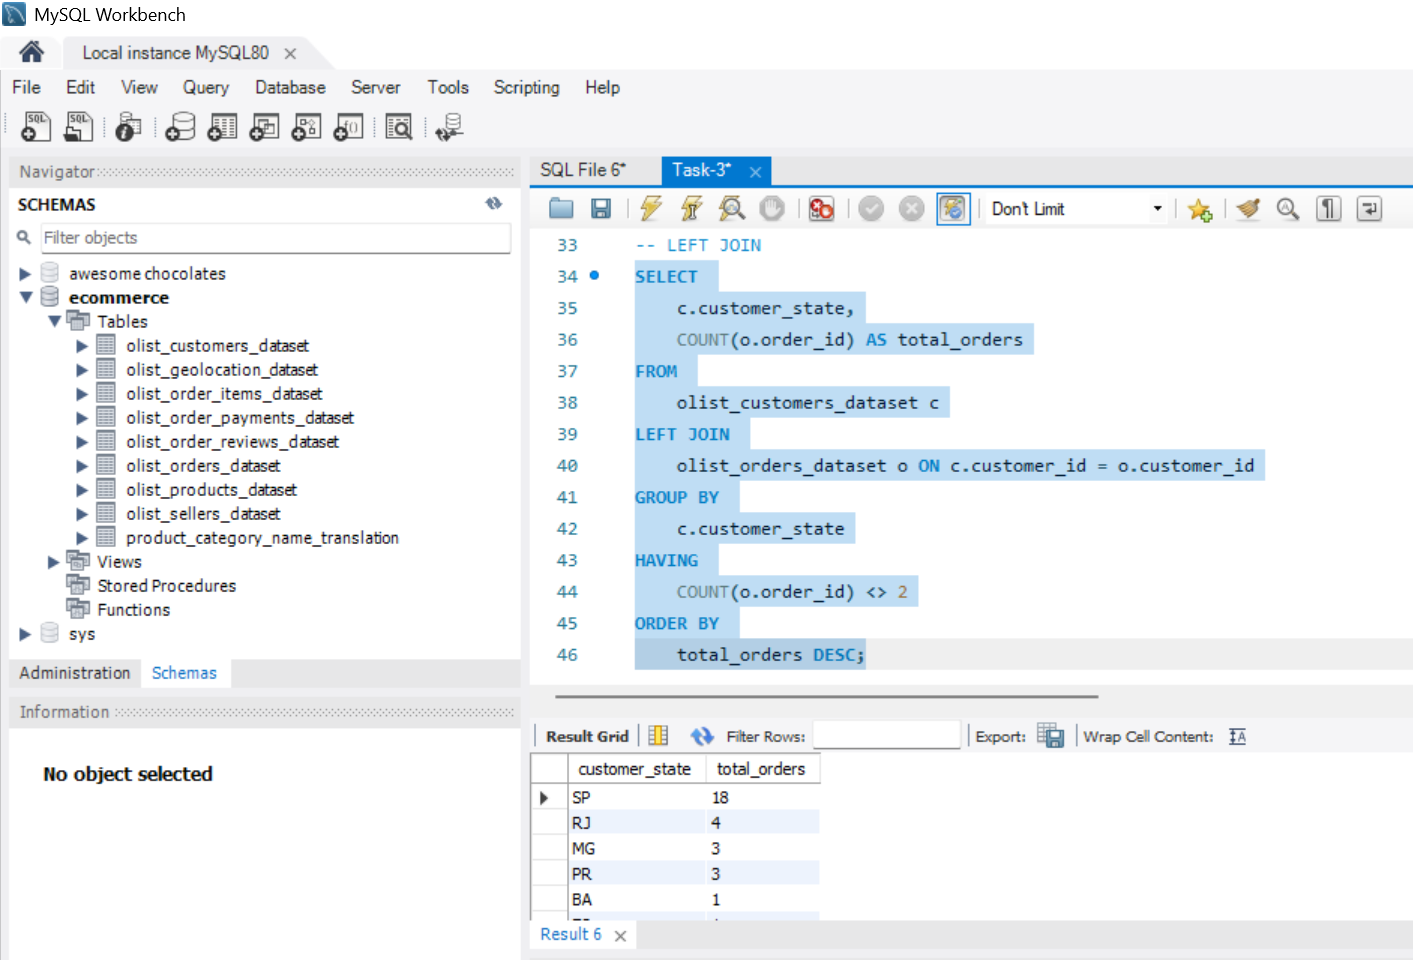 MySQL Workbench
Local instance MySQL80
File Edit View Query Database Server Tools Scripting Help
Navigator
SCHEMAS
Filter objects
awesome chocolates
ecommerce
Tables
olist_customers_dataset
olist_geolocation_dataset
olist_order_items_dataset
olist_order_payments_dataset
olist_order_reviews_dataset
olist_orders_dataset
olist_products_dataset
olist_sellers_dataset
product_category_name_translation
Views
Stored Procedures
Functions
sys
Administration Schemas
Information
No object selected
SQL File 6* Task-3*
Don't Limit
33 -- LEFT JOIN
34 SELECT
35 c.customer_state,
36 COUNT(o.order_id) AS total_orders
37 FROM
38 olist_customers_dataset c
39 LEFT JOIN
40 olist_orders_dataset o ON c.customer_id = o.customer_id
41 GROUP BY
42 c.customer_state
43 HAVING
44 COUNT(o.order_id) <> 2
45 ORDER BY
46 total_orders DESC;
Result Grid Filter Rows: Export: Wrap Cell Content:
customer_state total_orders
SP 18
RJ 4
MG 3
PR 3
BA 1
Result 6